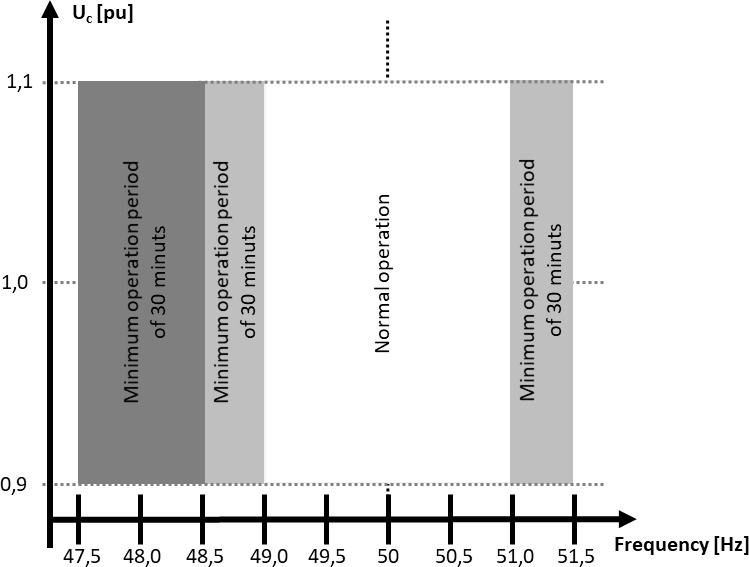 U_c [pu]
1,1
1,0
0,9
Minimum operation period
of 30 minuts
Minimum operation period
of 30 minuts
Normal operation
Minimum operation period
of 30 minuts
47,5 48,0 48,5 49,0 49,5 50 50,5 51,0 51,5
Frequency [Hz]